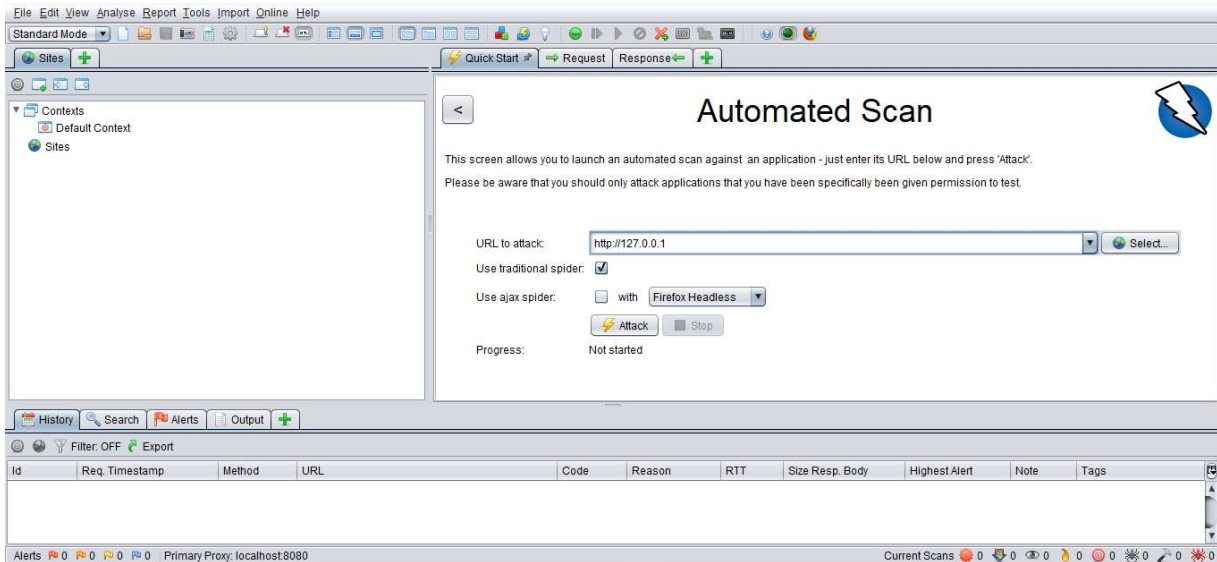 File Edit View Analyse Report Tools Import Online Help
Standard Mode
Sites
Quick Start Request Response
Contexts
Default Context
Sites
<
Automated Scan
This screen allows you to launch an automated scan against an application - just enter its URL below and press 'Attack'.
Please be aware that you should only attack applications that you have been specifically been given permission to test.
URL to attack: http://127.0.0.1 Select...
Use traditional spider:
Use ajax spider: with Firefox Headless
Attack Stop
Progress: Not started
History Search Alerts Output
Filter: OFF Export
Id Req. Timestamp Method URL Code Reason RTT Size Resp. Body Highest Alert Note Tags
Alerts 0 0 0 0 Primary Proxy: localhost:8080 Current Scans 0 0 0 0 0 0 0 0